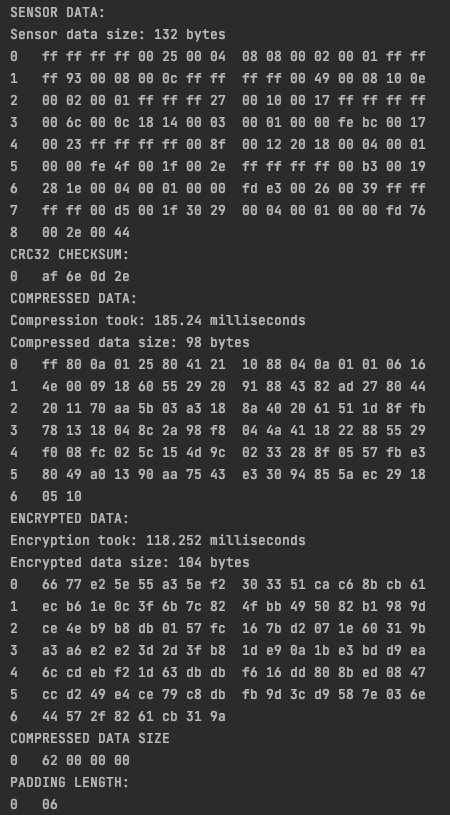 SENSOR DATA:
Sensor data size: 132 bytes
0 ff ff ff ff 00 25 00 04 08 08 00 02 00 01 ff ff
1 ff 93 00 08 00 0c ff ff ff ff 00 49 00 08 10 0e
2 00 02 00 01 ff ff ff 27 00 10 00 17 ff ff ff ff
3 00 6c 00 0c 18 14 00 03 00 01 00 00 fe bc 00 17
4 00 23 ff ff ff ff 00 8f 00 12 20 18 00 04 00 01
5 00 00 fe 4f 00 1f 00 2e ff ff ff ff 00 b3 00 19
6 28 1e 00 04 00 01 00 00 fd e3 00 26 00 39 ff ff
7 ff ff 00 d5 00 1f 30 29 00 04 00 01 00 00 fd 76
8 00 2e 00 44
CRC32 CHECKSUM:
0 af 6e 0d 2e
COMPRESSED DATA:
Compression took: 185.24 milliseconds
Compressed data size: 98 bytes
0 ff 80 0a 01 25 80 41 21 10 88 04 0a 01 01 06 16
1 4e 00 09 18 60 55 29 20 91 88 43 82 ad 27 80 44
2 20 11 70 aa 5b 03 a3 18 8a 40 20 61 51 1d 8f fb
3 78 13 18 04 8c 2a 98 f8 04 4a 41 18 22 88 55 29
4 f0 08 fc 02 5c 15 4d 9c 02 33 28 8f 05 57 fb e3
5 80 49 a0 13 90 aa 75 43 e3 30 94 85 5a ec 29 18
6 05 10
ENCRYPTED DATA:
Encryption took: 118.252 milliseconds
Encrypted data size: 104 bytes
0 66 77 e2 5e 55 a3 5e f2 30 33 51 ca c6 8b cb 61
1 ec b6 1e 0c 3f 6b 7c 82 4f bb 49 50 82 b1 98 9d
2 ce 4e b9 b8 db 01 57 fc 16 7b d2 07 1e 60 31 9b
3 a3 a6 e2 e2 3d 2d 3f b8 1d e9 0a 1b e3 bd d9 ea
4 6c cd eb f2 1d 63 db db f6 16 dd 80 8b ed 08 47
5 cc d2 49 e4 ce 79 c8 db fb 9d 3c d9 58 7e 03 6e
6 44 57 2f 82 61 cb 31 9a
COMPRESSED DATA SIZE
0 62 00 00 00
PADDING LENGTH:
0 06